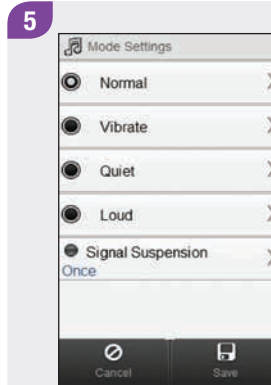 5
Mode Settings
Normal
Vibrate
Quiet
Loud
Signal Suspension
Once
Cancel
Save